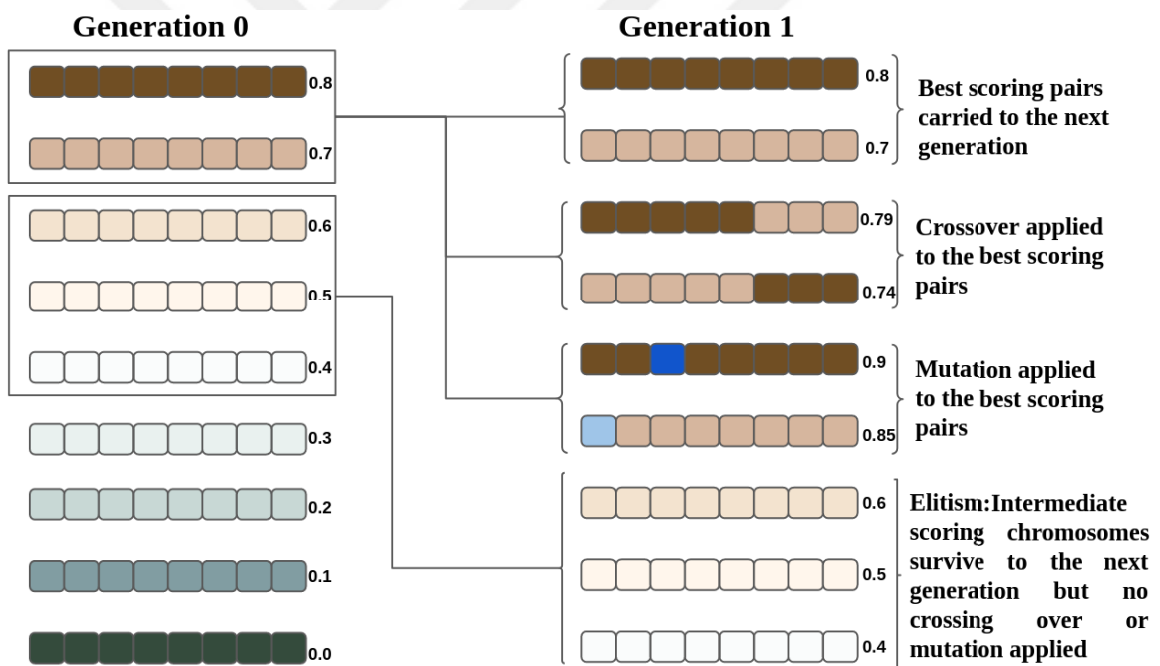 Generation 0
0.8
0.7
0.6
0.5
0.4
0.3
0.2
0.1
0.0
Generation 1
0.8
0.7
Best scoring pairs
carried to the next
generation
0.79
0.74
Crossover applied
to the best scoring
pairs
0.9
0.85
Mutation applied
to the best scoring
pairs
0.6
0.5
0.4
Elitism:Intermediate
scoring chromosomes
survive to the next
generation but no
crossing over or
mutation applied